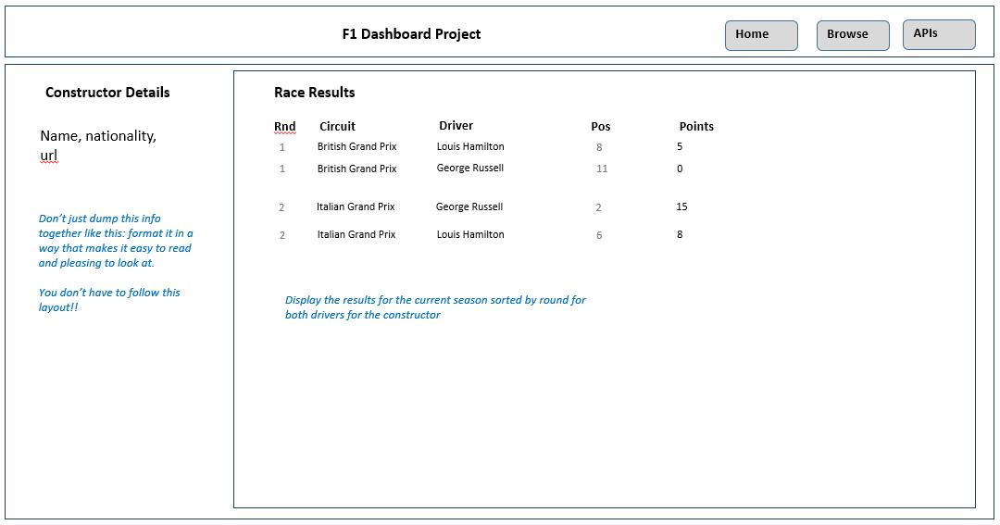 F1 Dashboard Project
Home
Browse
APIs
Constructor Details
Name, nationality,
url
Don't just dump this info
together like this: format it in a
way that makes it easy to read
and pleasing to look at.
You don't have to follow this
layout!!
Race Results
Rnd Circuit Driver Pos Points
1 British Grand Prix Louis Hamilton 8 5
1 British Grand Prix George Russell 11 0
2 Italian Grand Prix George Russell 2 15
2 Italian Grand Prix Louis Hamilton 6 8
Display the results for the current season sorted by round for
both drivers for the constructor